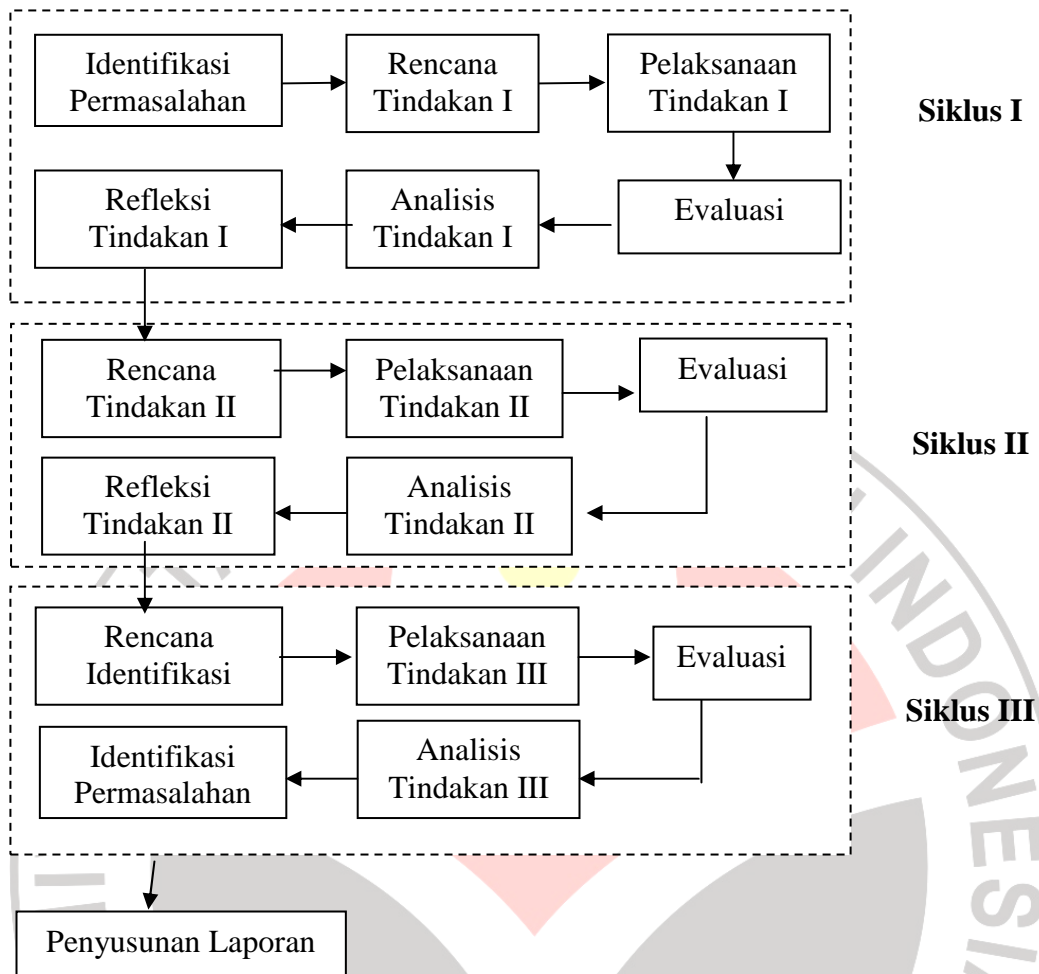 Identifikasi
Permasalahan
Rencana
Tindakan I
Pelaksanaan
Tindakan I
Siklus I
Refleksi
Tindakan I
Analisis
Tindakan I
Evaluasi
Rencana
Tindakan II
Pelaksanaan
Tindakan II
Evaluasi
Siklus II
Refleksi
Tindakan II
Analisis
Tindakan II
Rencana
Identifikasi
Pelaksanaan
Tindakan III
Evaluasi
Siklus III
Identifikasi
Permasalahan
Analisis
Tindakan III
Penyusunan Laporan
INDONESIA